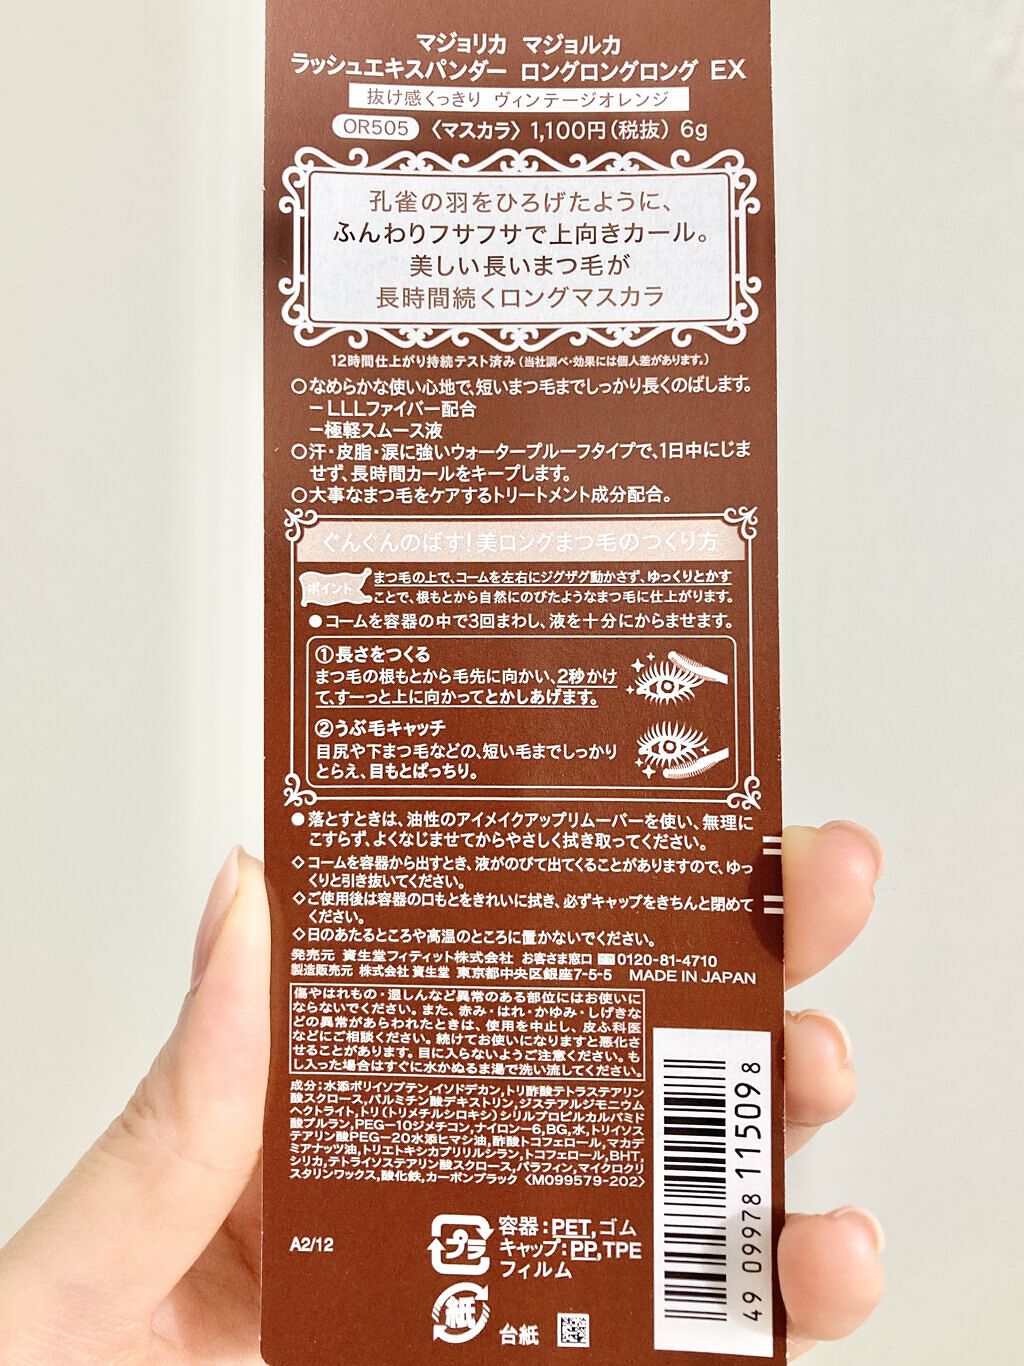 マジョリカ マジョルカ
ラッシュエキスパンダー ロングロングロング EX
抜け感くっきり ヴィンテージオレンジ
OR505 〈マスカラ〉1,100円(税抜) 6g
孔雀の羽をひろげたように、
ふんわりフサフサで上向きカール。
美しい長いまつ毛が
長時間続くロングマスカラ
12時間仕上がり持続テスト済み(当社調べ・効果には個人差があります。)
○なめらかな使い心地で、短いまつ毛までしっかり長くのばします。
ーLLLファイバー配合
ー極軽スムース液
○汗・皮脂・涙に強いウォータープルーフタイプで、1日中にじま
せず、長時間カールをキープします。
○大事なまつ毛をケアするトリートメント成分配合。
ぐんぐんのばす!美ロングまつ毛のつくり方
ポイント
まつ毛の上で、コームを左右にジグザグ動かさず、ゆっくりとかす
ことで、根もとから自然にのびたようなまつ毛に仕上がります。
●コームを容器の中で3回まわし、液を十分にからませます。
①長さをつくる
まつ毛の根もとから毛先に向かい、2秒かけ
て、すーっと上に向かってとかしあげます。
②うぶ毛キャッチ
目尻や下まつ毛などの、短い毛までしっかり
とらえ、目もとぱっちり。
●落とすときは、油性のアイメイクアップリムーバーを使い、無理に
こすらず、よくなじませてからやさしく拭き取ってください。
◇コームを容器から出すとき、液がのびて出てくることがありますので、ゆっ
くりと引き抜いてください。
◇ご使用後は容器の口もとをきれいに拭き、必ずキャップをきちんと閉めて
ください。
◇日のあたるところや高温のところに置かないでください。
発売元 資生堂フィティット株式会社 お客さま窓口 0120-81-4710
製造販売元 株式会社 資生堂 東京都中央区銀座7-5-5 MADE IN JAPAN
傷やはれもの・湿しんなど異常のある部位にはお使いに
ならないでください。また、赤み・はれ・かゆみ・しげきな
どの異常があらわれたときは、使用を中止し、皮ふ科医
などにご相談ください。続けてお使いになりますと悪化さ
せることがあります。目に入らないようご注意ください。も
し入った場合はすぐに水かぬるま湯で洗い流してください。
成分:水添ポリイソブテン,イソドデカン,トリ酢酸テトラステアリン
酸スクロース,パルミチン酸デキストリン,ジステアルジモニウム
ヘクトライト,トリ(トリメチルシロキシ)シリルプロピルカルバミド
酸プルラン,PEG-10ジメチコン,ナイロン-6,BG,水,トリイソス
テアリン酸PEG-20水添ヒマシ油,酢酸トコフェロール,マカデ
ミアナッツ油,トリエトキシカプリリルシラン,トコフェロール,BHT,
シリカ,テトライソステアリン酸スクロース,パラフィン,マイクロクリ
スタリンワックス,酸化鉄,カーボンブラック〈M099579-202〉
4 909978 115098
A2/12
プラ
容器:PET,ゴム
キャップ:PP,TPE
フィルム
紙
台紙